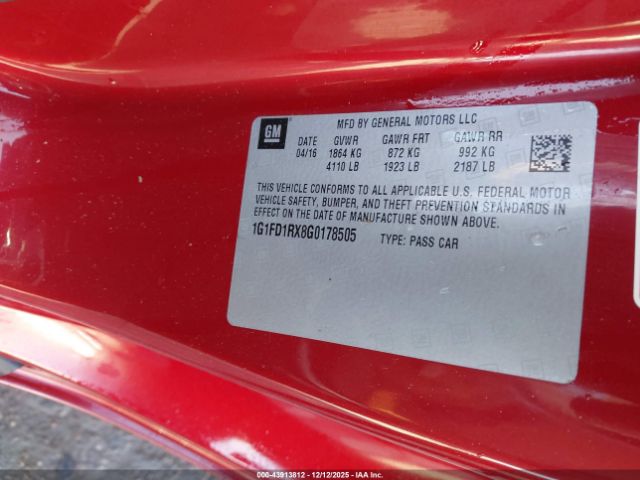 GM
MFD BY GENERAL MOTORS LLC
DATE GVWR GAWR FRT GAWR RR
04/16 1864 KG 872 KG 992 KG
4110 LB 1923 LB 2187 LB
THIS VEHICLE CONFORMS TO ALL APPLICABLE U.S. FEDERAL MOTOR
VEHICLE SAFETY, BUMPER, AND THEFT PREVENTION STANDARDS IN
EFFECT ON THE DATE OF MANUFACTURE SHOWN ABOVE.
1G1FD1RX8G0178505 TYPE: PASS CAR
000-43913812 - 12/12/2025 - IAAI.com